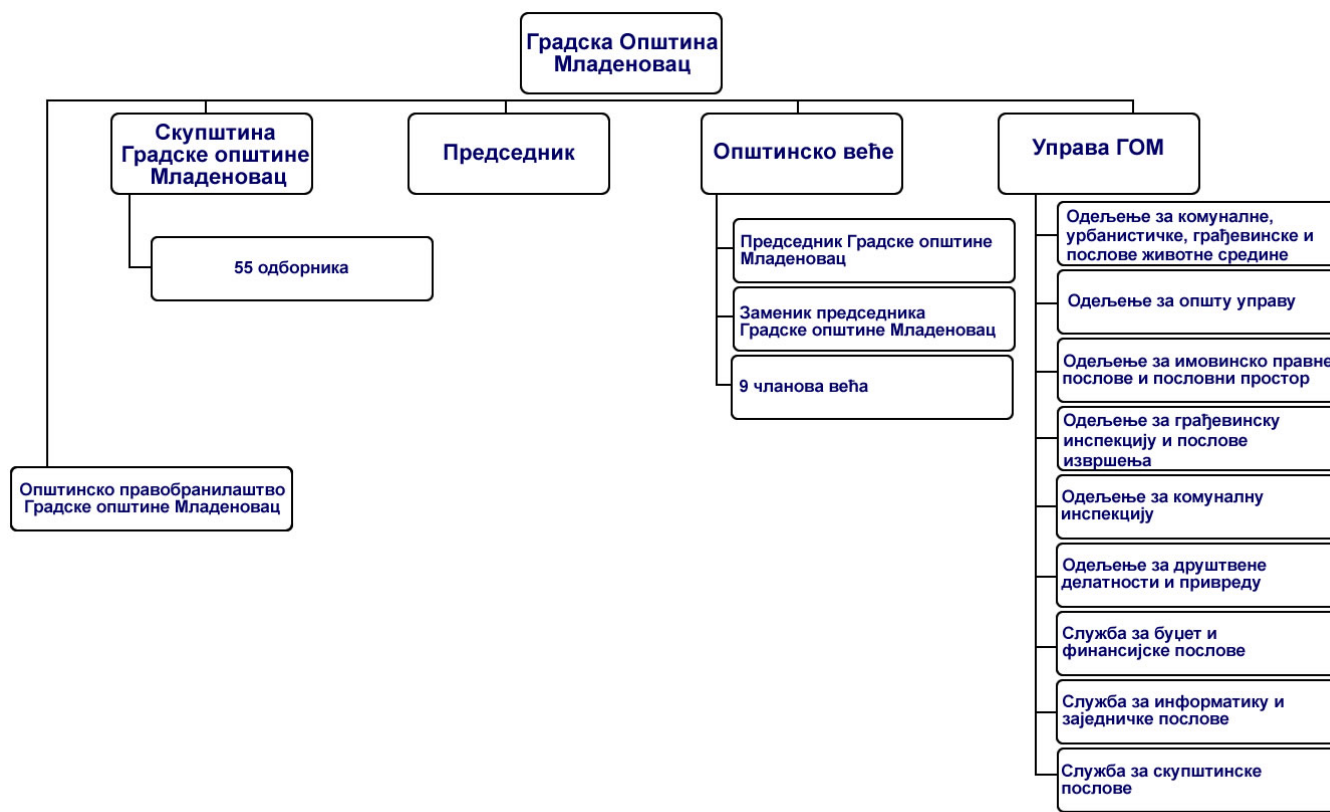 Градска Општина
Младеновац
Скупштина
Градске општине
Младеновац
Председник
Општинско веће
Управа ГОМ
55 одборника
Председник Градске општине
Младеновац
Заменик председника
Градске општине Младеновац
9 чланова већа
Општинско правобранилаштво
Градске општине Младеновац
Одељење за комуналне,
урбанистичке, грађевинске и
послове животне средине
Одељење за општу управу
Одељење за имовинско правне
послове и пословни простор
Одељење за грађевинску
инспекцију и послове
извршења
Одељење за комуналну
инспекцију
Одељење за друштвене
делатности и привреду
Служба за буџет и
финансијске послове
Служба за информатику и
заједничке послове
Служба за скупштинске
послове